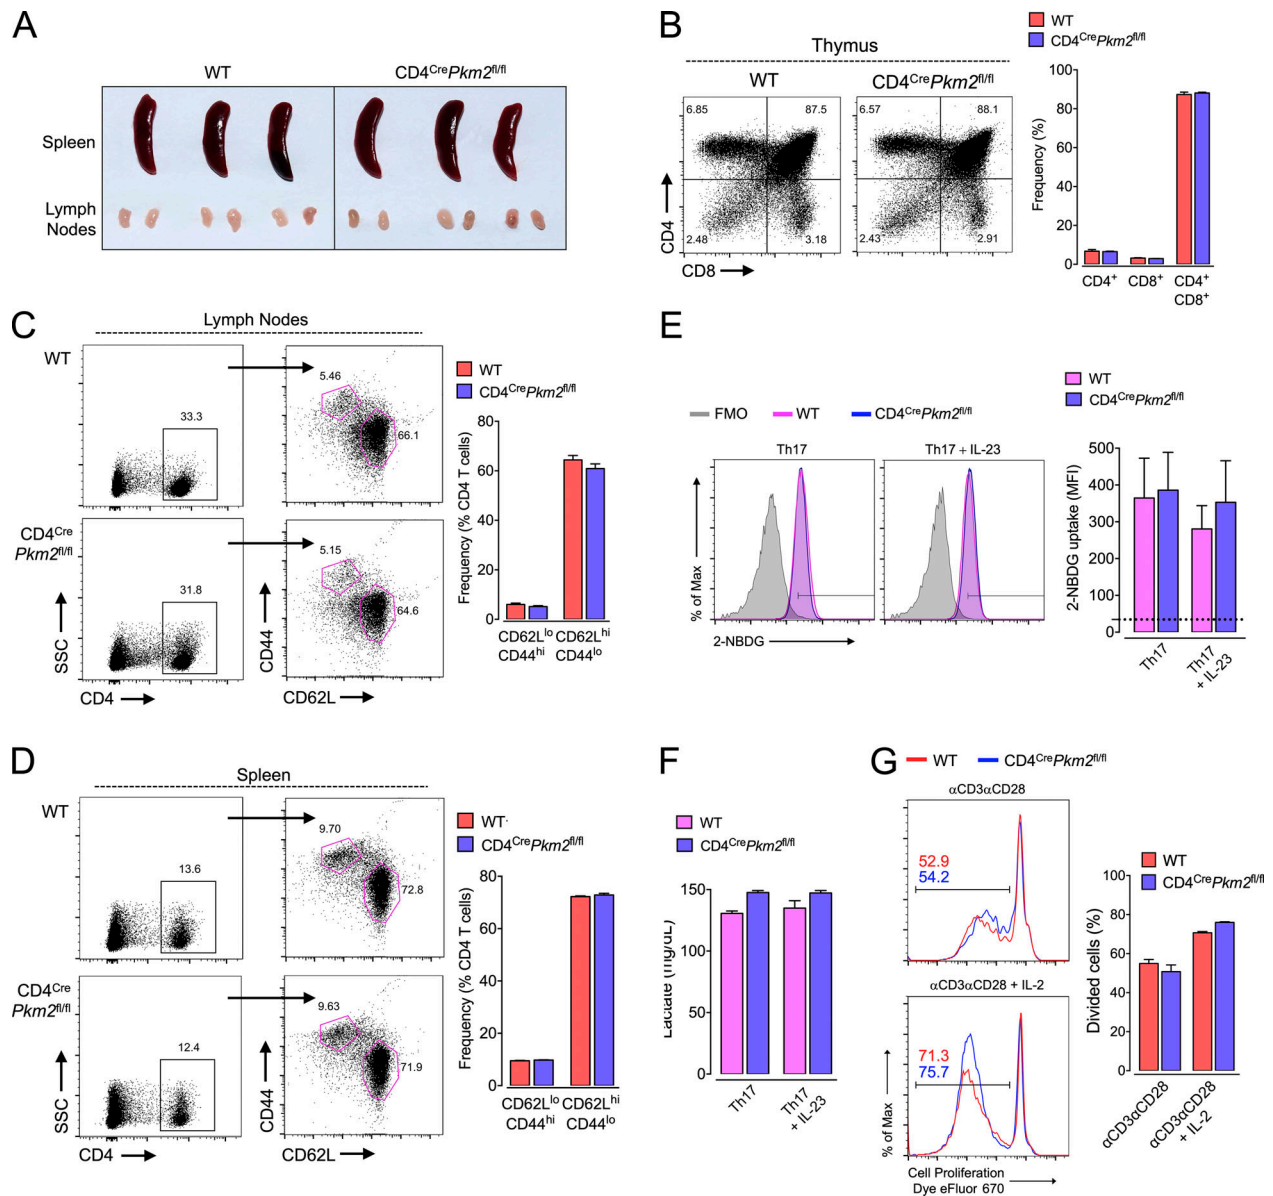 A
WT
CD4CrePkm2fl/fl
Spleen
Lymph
Nodes
B
Thymus
WT
CD4CrePkm2fl/fl
6.85
87.5
2.48
3.18
6.57
88.1
2.43
2.91
CD4
CD8
WT
CD4CrePkm2fl/fl
Frequency (%)
100
80
60
40
20
0
CD4+
CD8+
CD4+
CD8+
C
Lymph Nodes
WT
33.3
5.46
66.1
CD4Cre
Pkm2fl/fl
31.8
5.15
64.6
SSC
CD4
CD44
CD62L
WT
CD4CrePkm2fl/fl
Frequency (% CD4 T cells)
80
60
40
20
0
CD62Llo
CD44hi
CD62Lhi
CD44lo
E
FMO
WT
CD4CrePkm2fl/fl
Th17
Th17 + IL-23
% of Max
2-NBDG
WT
CD4CrePkm2fl/fl
2-NBDG uptake (MFI)
500
400
300
200
100
0
Th17
Th17
+ IL-23
D
Spleen
WT
13.6
9.70
72.8
CD4Cre
Pkm2fl/fl
12.4
9.63
71.9
SSC
CD4
CD44
CD62L
WT
CD4CrePkm2fl/fl
Frequency (% CD4 T cells)
80
60
40
20
0
CD62Llo
CD44hi
CD62Lhi
CD44lo
F
WT
CD4CrePkm2fl/fl
Lactate (mg/dL)
150
100
50
0
Th17
Th17
+ IL-23
G
WT
CD4CrePkm2fl/fl
αCD3αCD28
52.9
54.2
αCD3αCD28 + IL-2
71.3
75.7
% of Max
Cell Proliferation
Dye eFluor 670
WT
CD4CrePkm2fl/fl
Divided cells (%)
100
80
60
40
20
0
αCD3αCD28
αCD3αCD28
+ IL-2